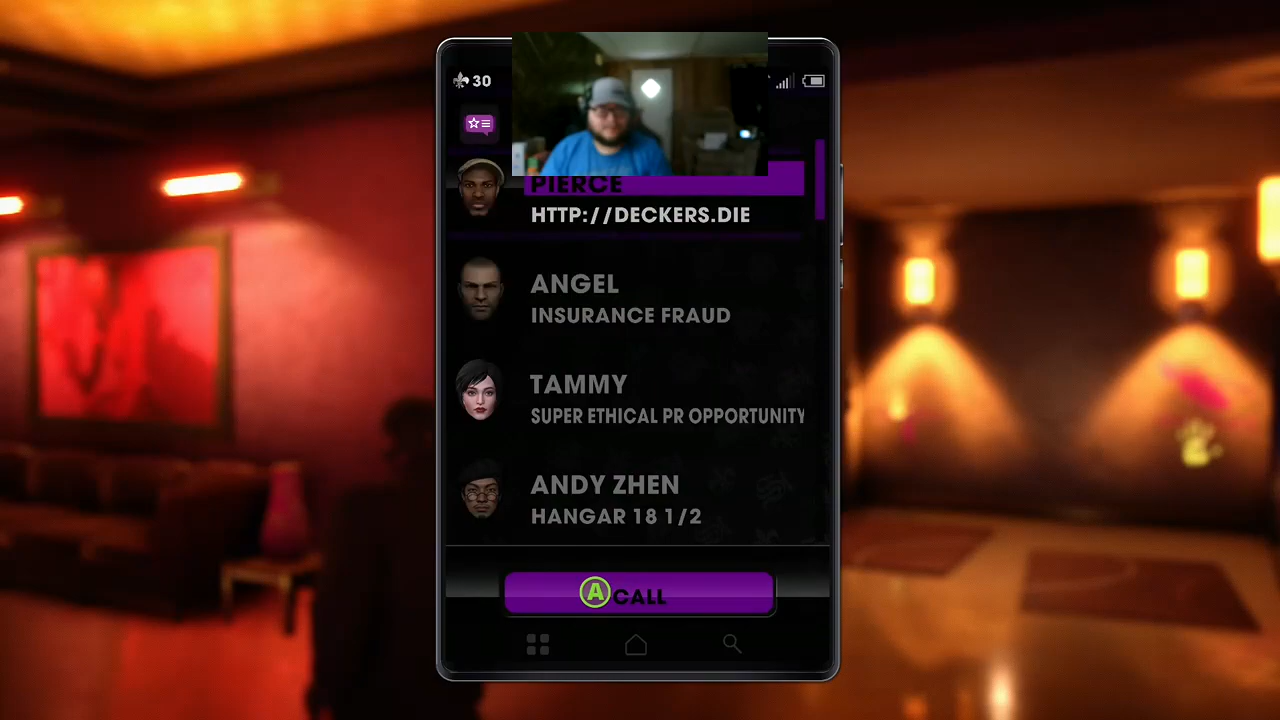 30
PIERCE
HTTP://DECKERS.DIE
ANGEL
INSURANCE FRAUD
TAMMY
SUPER ETHICAL PR OPPORTUNITY
ANDY ZHEN
HANGAR 18 1/2
A CALL